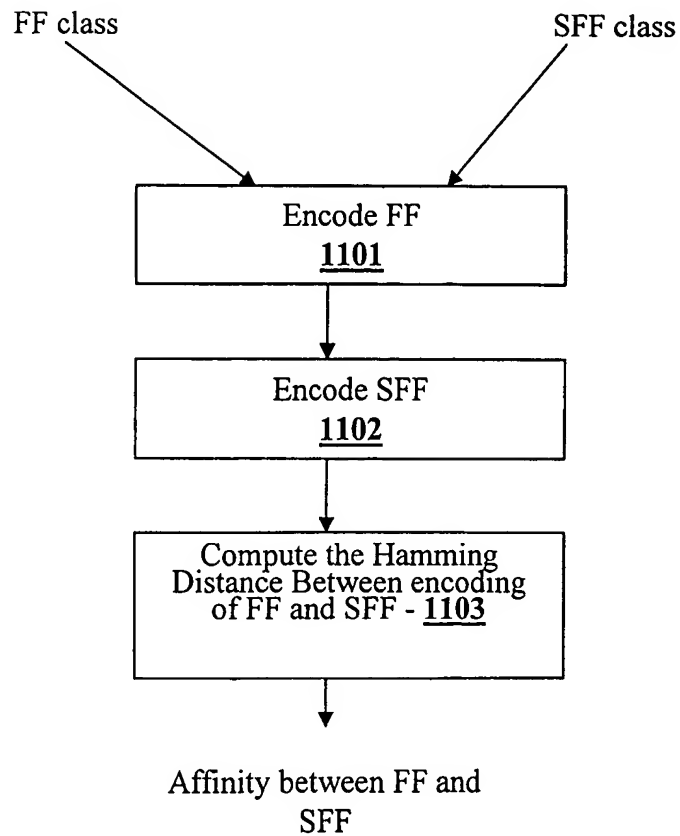 FF class
SFF class
Encode FF
1101
Encode SFF
1102
Compute the Hamming
Distance Between encoding
of FF and SFF - 1103
Affinity between FF and
SFF